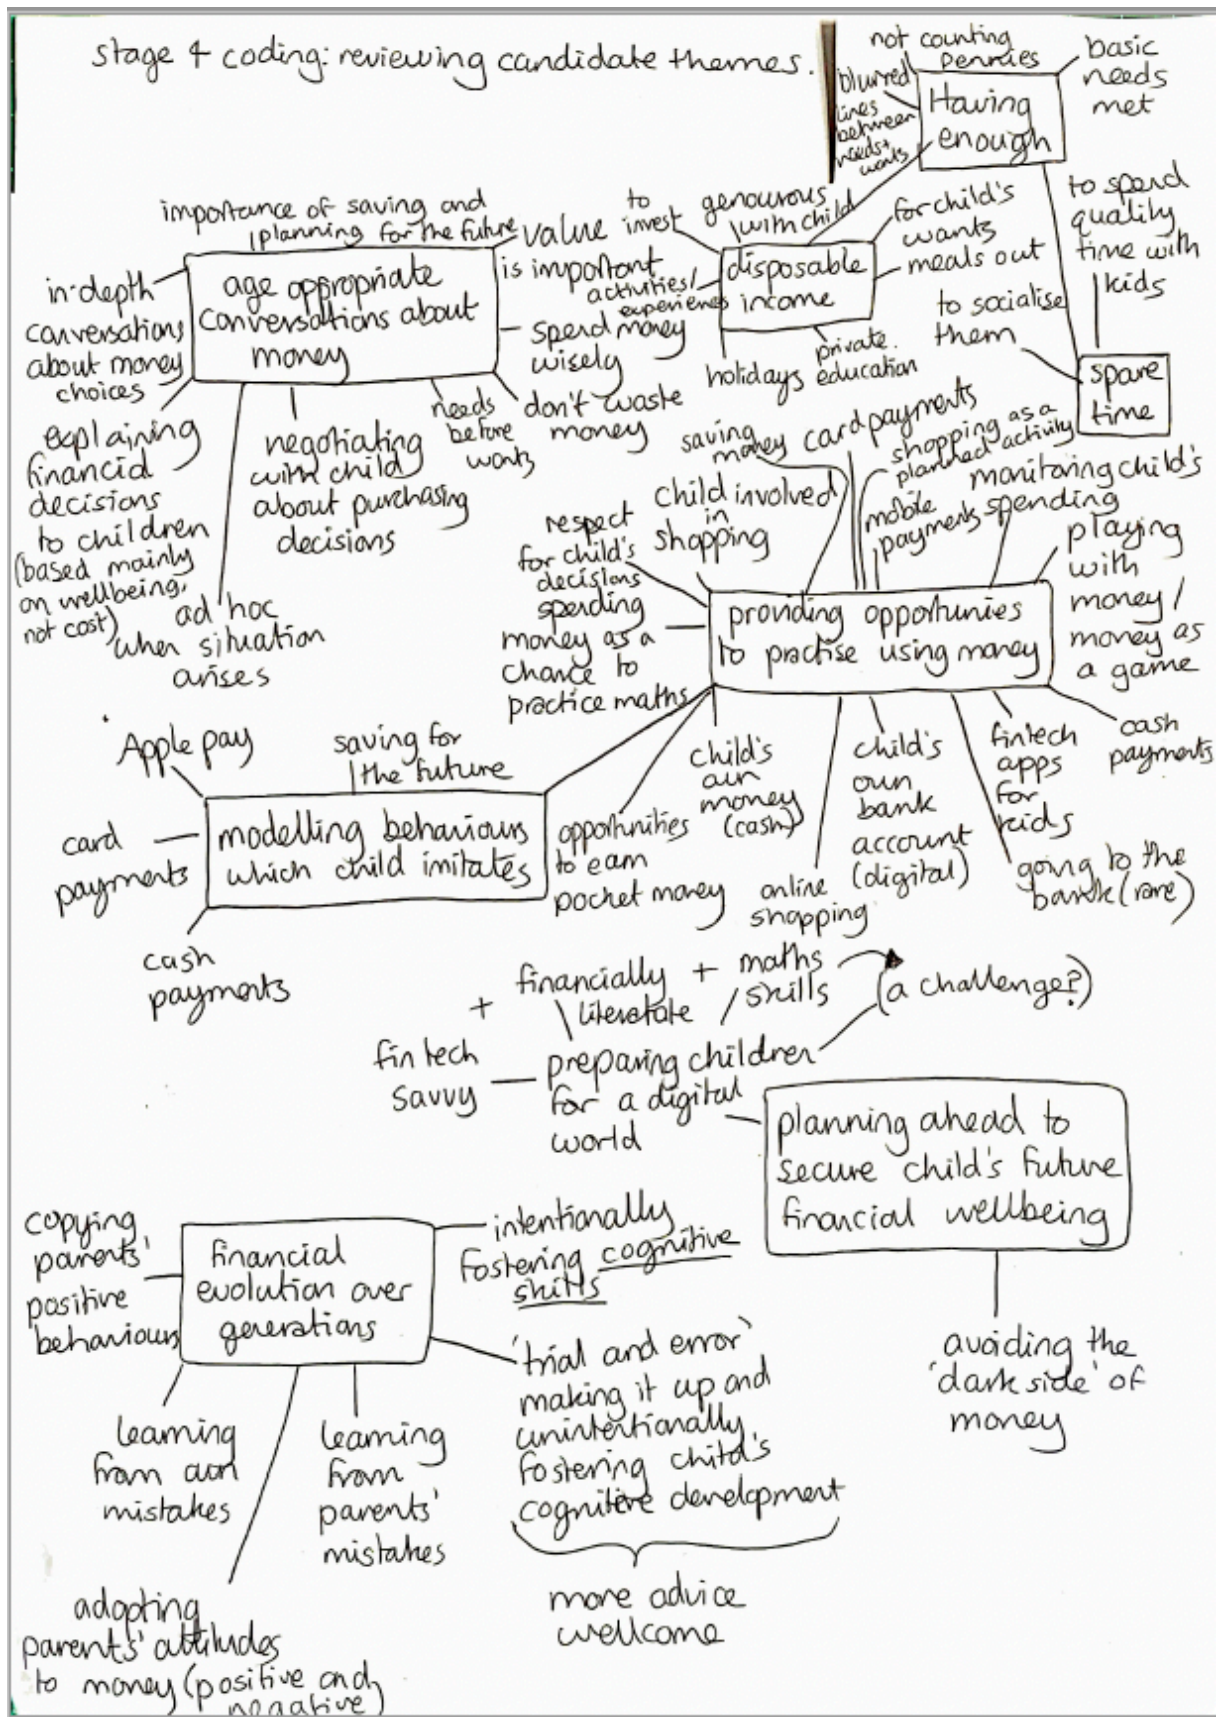 stage 4 coding: reviewing candidate themes.
not counting
pennies
blurred
lines
between
needs+
wants
Having
enough
basic
needs
met
to spend
quality
time with
kids
to socialise
them
spare
time
genourous
with child
to
invest
activities/
experiences
disposable
income
for child's
wants
meals out
holidays
private.
education
importance of saving and
planning for the future
in-depth
conversations
about money
choices
age appropriate
conversations about
money
value
is important
spend money
wisely
don't waste
money
needs
before
wants
negotiating
with child
about purchasing
decisions
explaining
financial
decisions
to children
(based mainly
on wellbeing,
not cost)
ad hoc
when situation
arises
saving
money
card payments
shopping as a
planned activity
mobile
payments
monitoring child's
spending
child involved
in
shopping
respect
for child's
decisions
spending
money as a
chance to
practice maths
providing opportunies
to practise using money
playing
with
money /
money as
a game
cash
payments
fintech
apps
for
kids
going to the
bank (rare)
child's
own
bank
account
(digital)
online
shopping
child's
own
money
(cash)
opportunities
to earn
pocket money
Apple pay
saving for
the future
card
payments
modelling behaviours
which child imitates
cash
payments
+
financially
literetate
+
maths
skills
(a challenge?)
fintech
savvy
preparing children
for a digital
world
planning ahead to
secure child's future
financial wellbeing
avoiding the
'dark side' of
money
copying
parents'
positive
behaviours
financial
evolution over
generations
intentionally
fostering cognitive
skills
'trial and error'
making it up and
unintentionally
fostering child's
cognitive development
more advice
wellcome
learning
from own
mistakes
learning
from
parents'
mistakes
adopting
parents' attitudes
to money (positive and
negative)